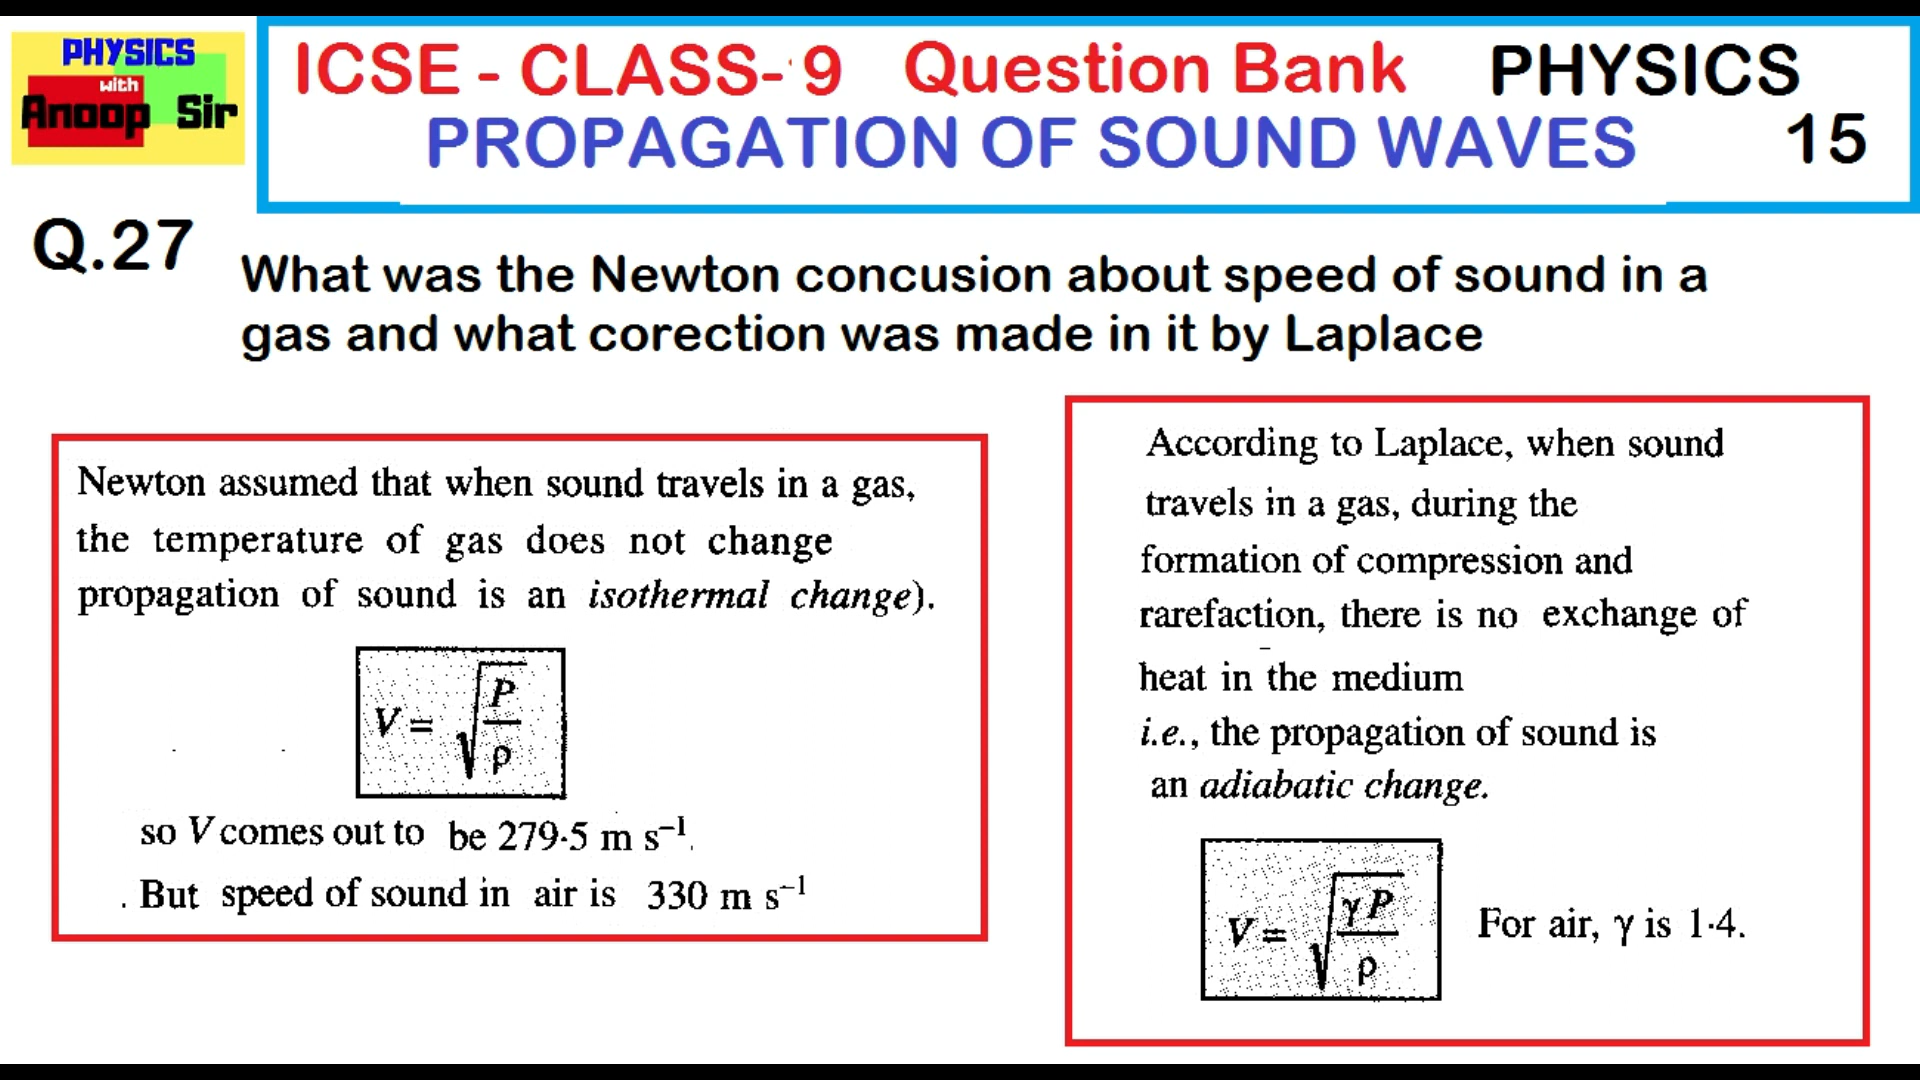 PHYSICS
with
Anoop Sir
ICSE - CLASS- 9 Question Bank PHYSICS
PROPAGATION OF SOUND WAVES 15
Q.27
What was the Newton concusion about speed of sound in a
gas and what corection was made in it by Laplace
Newton assumed that when sound travels in a gas,
the temperature of gas does not change
propagation of sound is an isothermal change).
V = √(P/ρ)
so V comes out to be 279·5 m s⁻¹.
. But speed of sound in air is 330 m s⁻¹
According to Laplace, when sound
travels in a gas, during the
formation of compression and
rarefaction, there is no exchange of
heat in the medium
i.e., the propagation of sound is
an adiabatic change.
V = √(γP/ρ) For air, γ is 1·4.